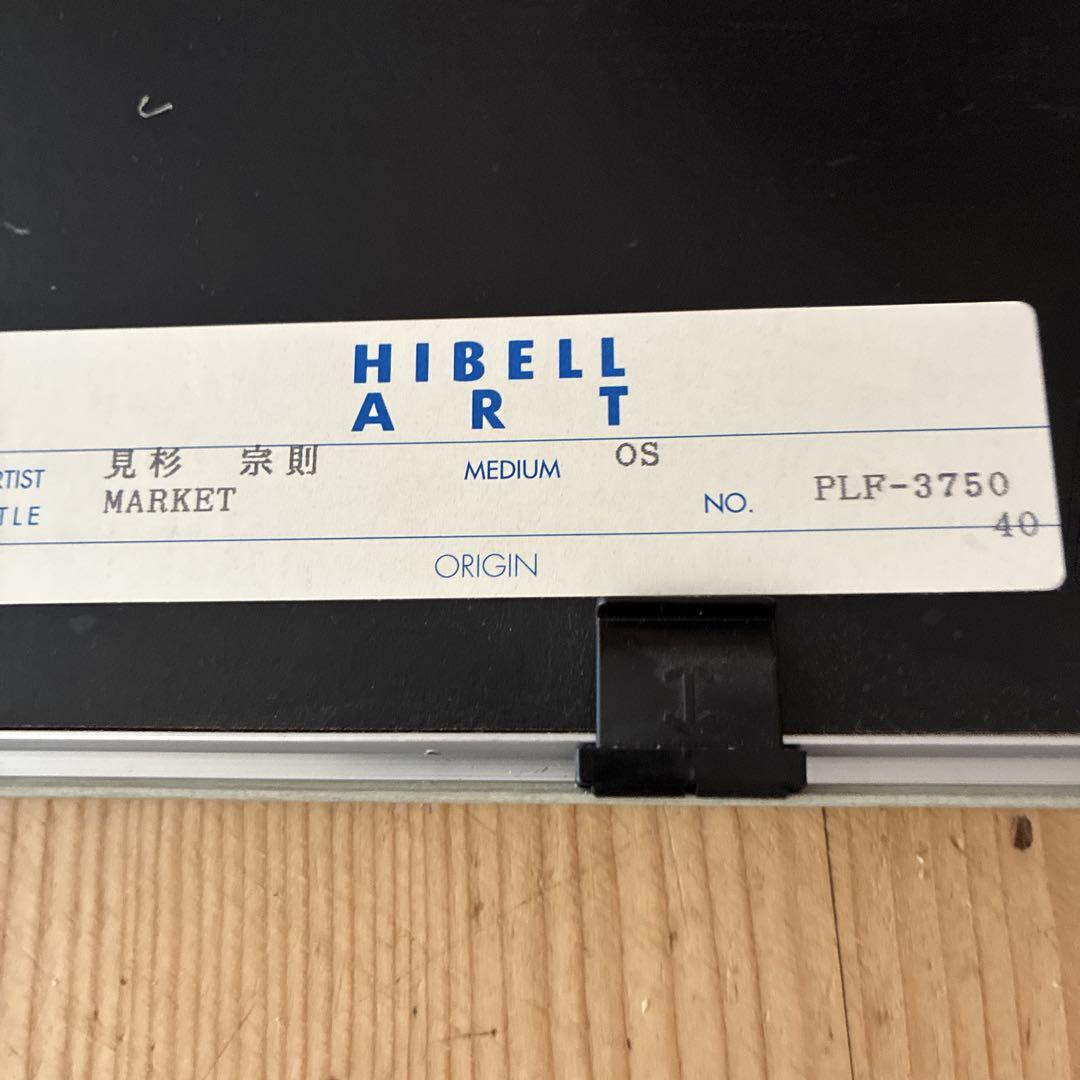 HIBELL
ART
RTIST 見杉 宗則 MEDIUM OS
TLE MARKET NO. PLF-3750
40
ORIGIN